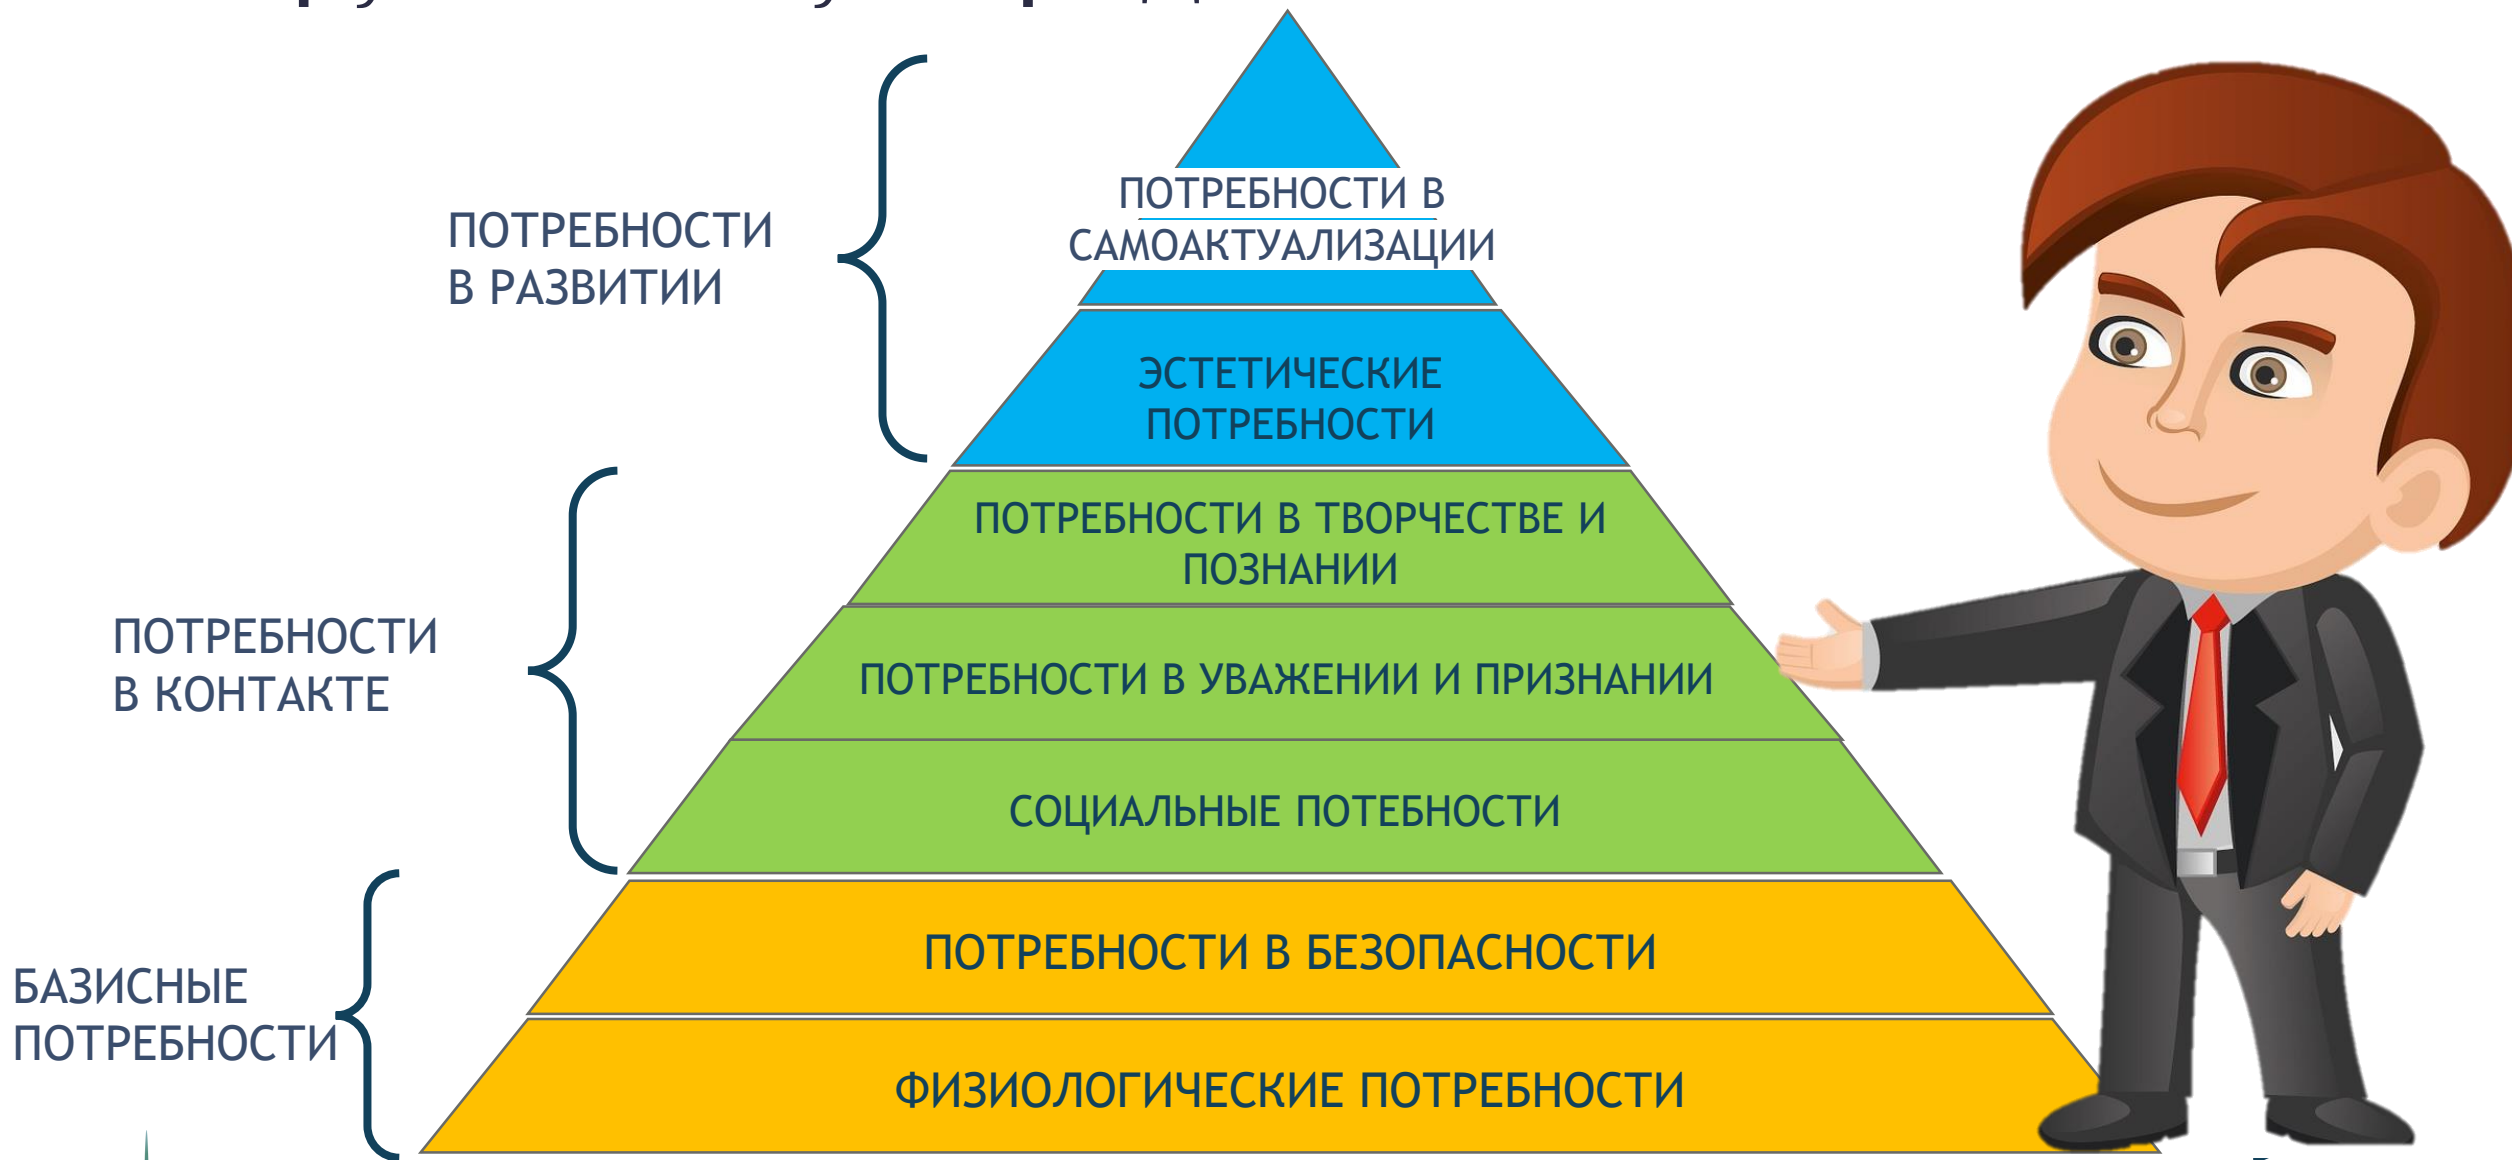 ПОТРЕБНОСТИ В
САМОАКТУАЛИЗАЦИИ
ПОТРЕБНОСТИ
В РАЗВИТИИ
ЭСТЕТИЧЕСКИЕ
ПОТРЕБНОСТИ
ПОТРЕБНОСТИ В ТВОРЧЕСТВЕ И
ПОЗНАНИИ
ПОТРЕБНОСТИ
В КОНТАКТЕ
ПОТРЕБНОСТИ В УВАЖЕНИИ И ПРИЗНАНИИ
СОЦИАЛЬНЫЕ ПОТЕБНОСТИ
ПОТРЕБНОСТИ В БЕЗОПАСНОСТИ
БАЗИСНЫЕ
ПОТРЕБНОСТИ
ФИЗИОЛОГИЧЕСКИЕ ПОТРЕБНОСТИ